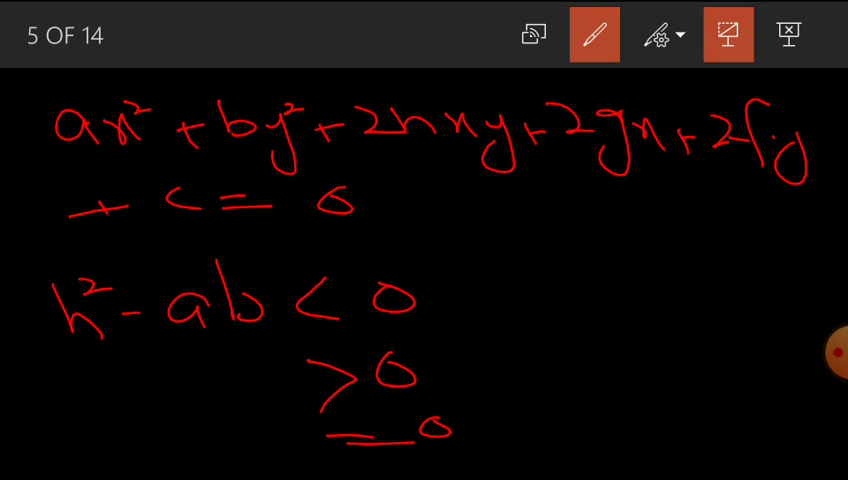 5 OF 14
ax² + by² + 2hxy + 2gx + 2fy
+ c = 0
h² - ab < 0
> 0
= 0